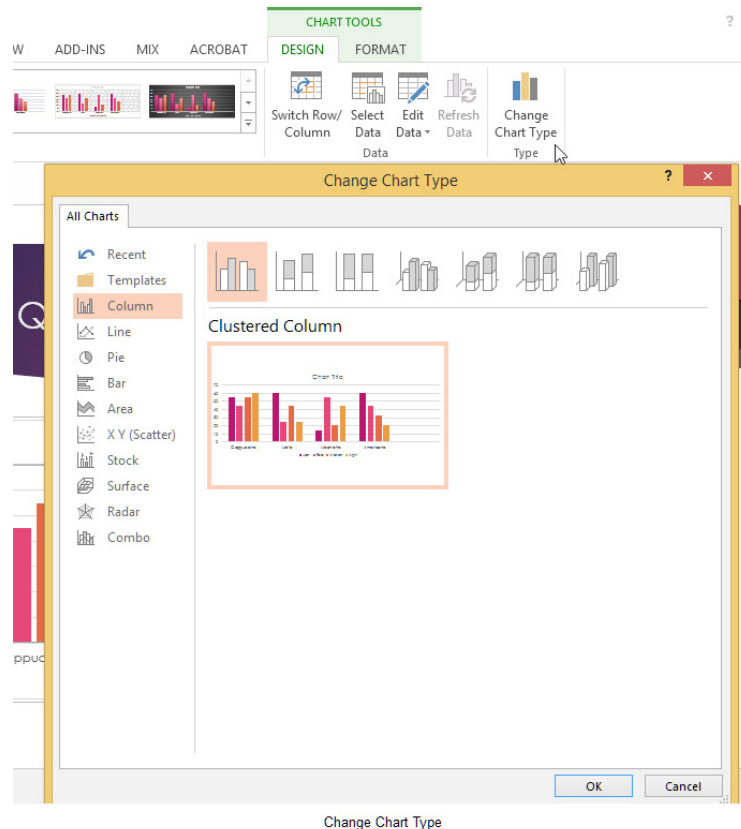 CHART TOOLS
?
W ADD-INS MIX ACROBAT DESIGN FORMAT
Switch Row/ Column
Select Data
Edit Data
Refresh Data
Change Chart Type
Data
Type
Change Chart Type
?
All Charts
Recent
Templates
Column
Line
Pie
Bar
Area
X Y (Scatter)
Stock
Surface
Radar
Combo
Clustered Column
Chart Title
Q
ppuc
OK Cancel
Change Chart Type